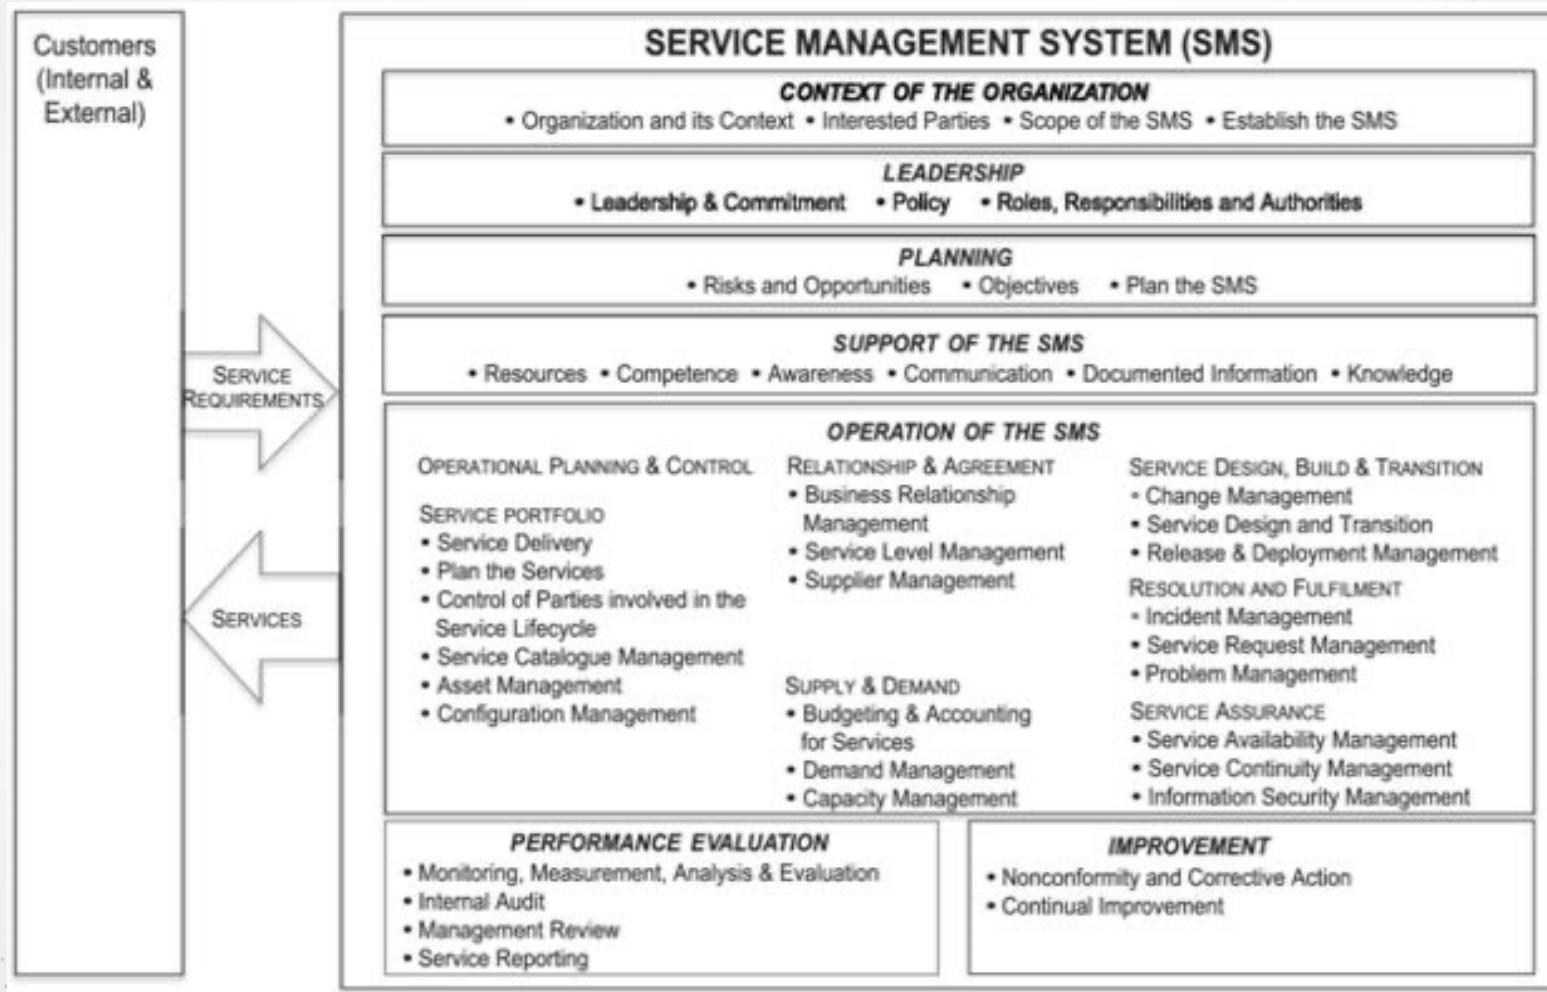 Customers
(Internal &
External)
SERVICE
REQUIREMENTS
SERVICES
SERVICE MANAGEMENT SYSTEM (SMS)
CONTEXT OF THE ORGANIZATION
• Organization and its Context • Interested Parties • Scope of the SMS • Establish the SMS
LEADERSHIP
• Leadership & Commitment • Policy • Roles, Responsibilities and Authorities
PLANNING
• Risks and Opportunities • Objectives • Plan the SMS
SUPPORT OF THE SMS
• Resources • Competence • Awareness • Communication • Documented Information • Knowledge
OPERATION OF THE SMS
OPERATIONAL PLANNING & CONTROL
SERVICE PORTFOLIO
• Service Delivery
• Plan the Services
• Control of Parties involved in the
Service Lifecycle
• Service Catalogue Management
• Asset Management
• Configuration Management
RELATIONSHIP & AGREEMENT
• Business Relationship
Management
• Service Level Management
• Supplier Management
SUPPLY & DEMAND
• Budgeting & Accounting
for Services
• Demand Management
• Capacity Management
SERVICE DESIGN, BUILD & TRANSITION
• Change Management
• Service Design and Transition
• Release & Deployment Management
RESOLUTION AND FULFILMENT
• Incident Management
• Service Request Management
• Problem Management
SERVICE ASSURANCE
• Service Availability Management
• Service Continuity Management
• Information Security Management
PERFORMANCE EVALUATION
• Monitoring, Measurement, Analysis & Evaluation
• Internal Audit
• Management Review
• Service Reporting
IMPROVEMENT
• Nonconformity and Corrective Action
• Continual Improvement